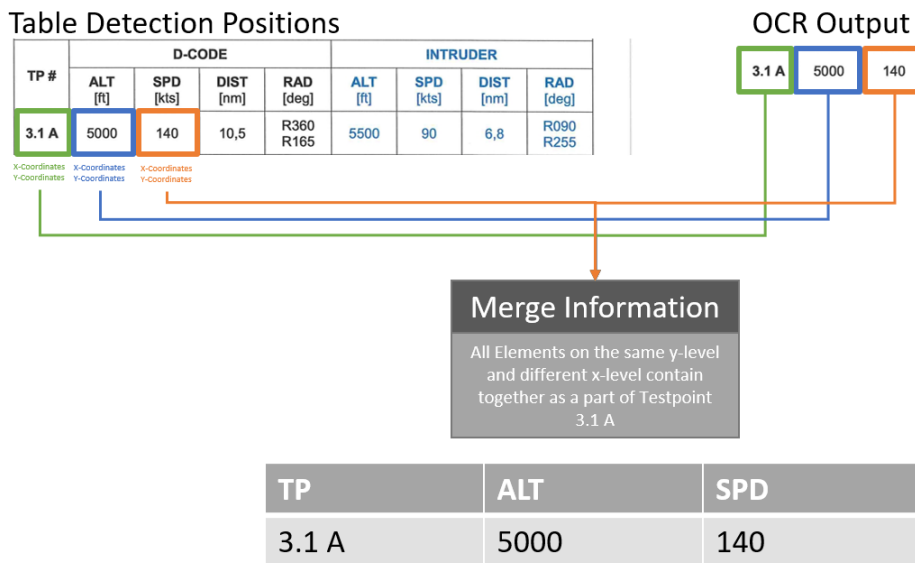 Table Detection Positions
OCR Output
TP #
D-CODE
INTRUDER
ALT [ft]
SPD [kts]
DIST [nm]
RAD [deg]
ALT [ft]
SPD [kts]
DIST [nm]
RAD [deg]
3.1 A
5000
140
10,5
R360
R165
5500
90
6,8
R090
R255
3.1 A
5000
140
X-Coordinates X-Coordinates X-Coordinates
Y-Coordinates Y-Coordinates Y-Coordinates
Merge Information
All Elements on the same y-level
and different x-level contain
together as a part of Testpoint
3.1 A
TP ALT SPD
3.1 A 5000 140